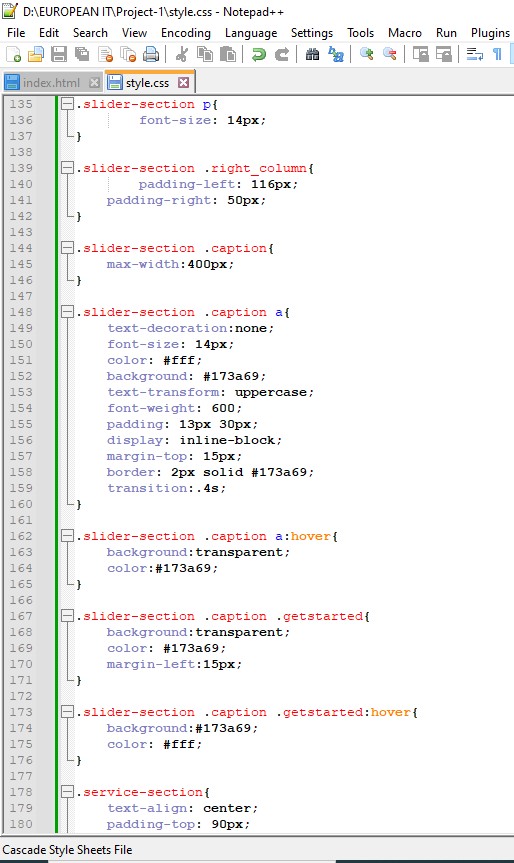 D:\EUROPEAN IT\Project-1\style.css - Notepad++
File Edit Search View Encoding Language Settings Tools Macro Run Plugins
index.html style.css
135 .slider-section p{
136 font-size: 14px;
137 }
138
139 .slider-section .right_column{
140 padding-left: 116px;
141 padding-right: 50px;
142 }
143
144 .slider-section .caption{
145 max-width:400px;
146 }
147
148 .slider-section .caption a{
149 text-decoration:none;
150 font-size: 14px;
151 color: #fff;
152 background: #173a69;
153 text-transform: uppercase;
154 font-weight: 600;
155 padding: 13px 30px;
156 display: inline-block;
157 margin-top: 15px;
158 border: 2px solid #173a69;
159 transition:.4s;
160 }
161
162 .slider-section .caption a:hover{
163 background:transparent;
164 color:#173a69;
165 }
166
167 .slider-section .caption .getstarted{
168 background:transparent;
169 color: #173a69;
170 margin-left:15px;
171 }
172
173 .slider-section .caption .getstarted:hover{
174 background:#173a69;
175 color: #fff;
176 }
177
178 .service-section{
179 text-align: center;
180 padding-top: 90px;
Cascade Style Sheets File